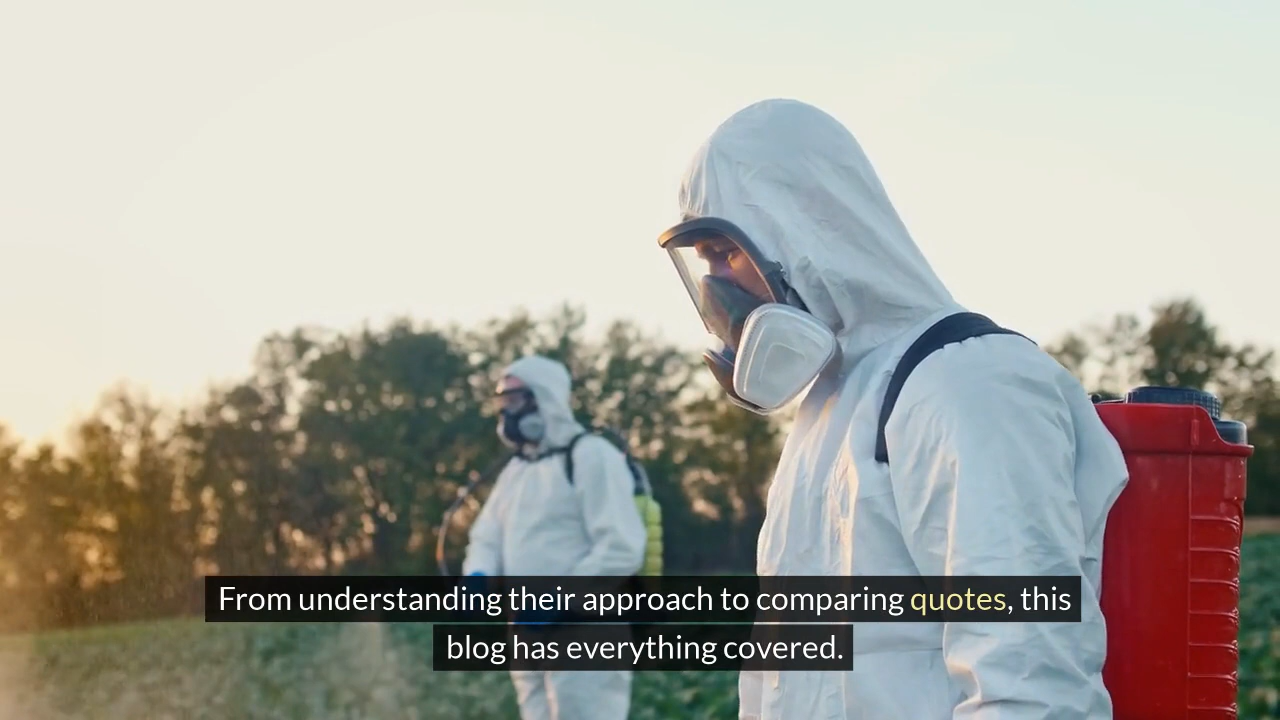 From understanding their approach to comparing quotes, this
blog has everything covered.